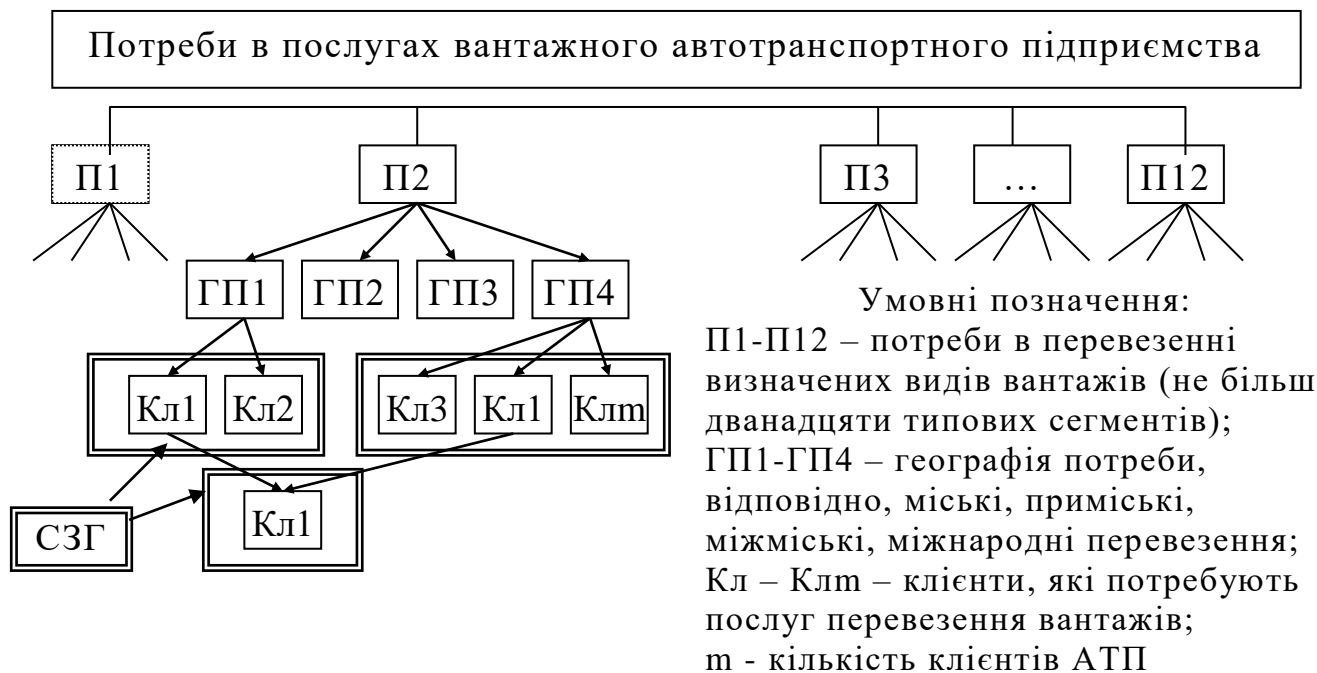 Потреби в послугах вантажного автотранспортного підприємства
П1
П2
П3
...
П12
ГП1
ГП2
ГП3
ГП4
Умовні позначення:
П1-П12 – потреби в перевезенні
визначених видів вантажів (не більш
дванадцяти типових сегментів);
ГП1-ГП4 – географія потреби,
відповідно, міські, приміські,
міжміські, міжнародні перевезення;
Кл – Клm – клієнти, які потребують
послуг перевезення вантажів;
m - кількість клієнтів АТП
Кл1
Кл2
Кл3
Кл1
Клm
СЗГ
Кл1